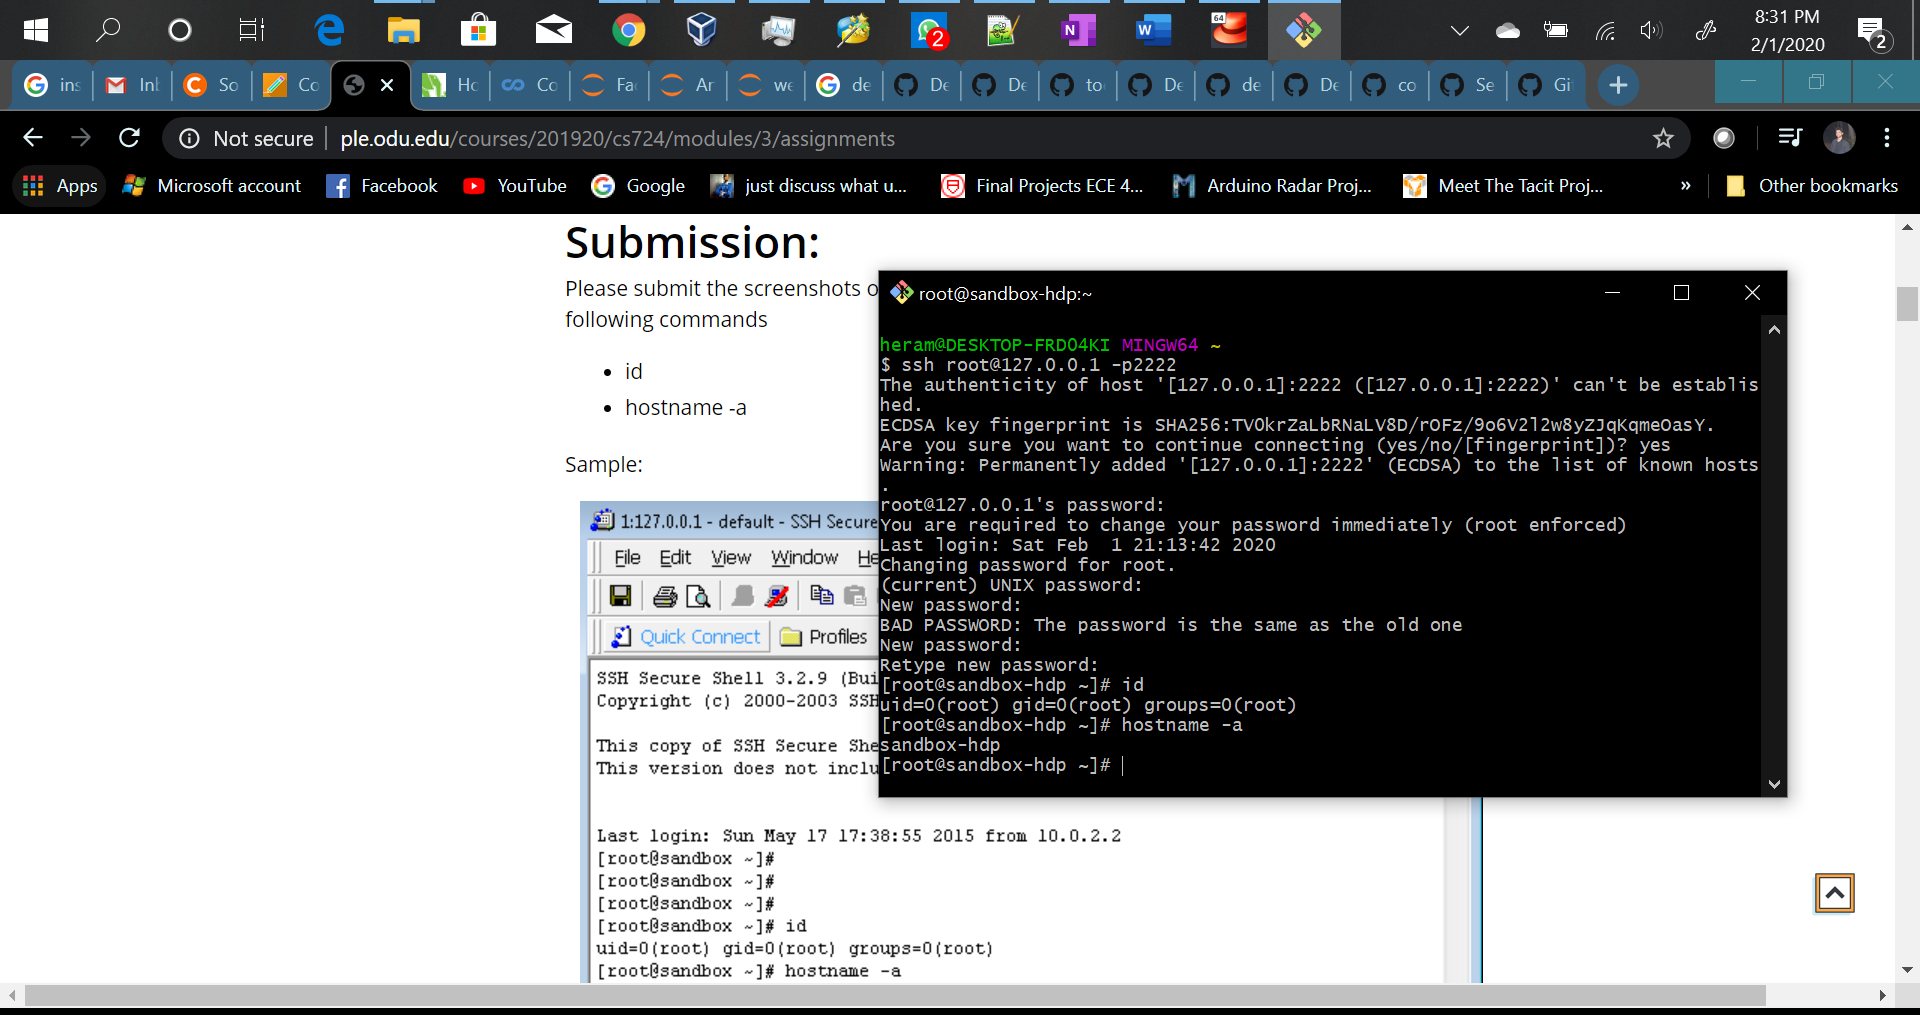 64
2
8:31 PM
2/1/2020
2
ins
Inb
So
Co
Ho
Co
Fac
Ar
we
de
De
De
to
De
de
De
co
Se
Gi
Not secure
ple.odu.edu/courses/201920/cs724/modules/3/assignments
Apps
Microsoft account
Facebook
YouTube
Google
just discuss what u...
Final Projects ECE 4...
Arduino Radar Proj...
Meet The Tacit Proj...
»
Other bookmarks
Submission:
Please submit the screenshots o
following commands
• id
• hostname -a
Sample:
1:127.0.0.1 - default - SSH Secure
File Edit View Window He
Quick Connect Profiles
SSH Secure Shell 3.2.9 (Bui
Copyright (c) 2000-2003 SSH
This copy of SSH Secure She
This version does not inclu
Last login: Sun May 17 17:38:55 2015 from 10.0.2.2
[root@sandbox ~]#
[root@sandbox ~]#
[root@sandbox ~]#
[root@sandbox ~]# id
uid=0(root) gid=0(root) groups=0(root)
[root@sandbox ~]# hostname -a
root@sandbox-hdp:~
heram@DESKTOP-FRDO4KI MINGW64 ~
$ ssh root@127.0.0.1 -p2222
The authenticity of host '[127.0.0.1]:2222 ([127.0.0.1]:2222)' can't be establis
hed.
ECDSA key fingerprint is SHA256:TV0krZaLbRNaLV8D/rOFz/9o6V2l2w8yZJqKqmeOasY.
Are you sure you want to continue connecting (yes/no/[fingerprint])? yes
Warning: Permanently added '[127.0.0.1]:2222' (ECDSA) to the list of known hosts
.
root@127.0.0.1's password:
You are required to change your password immediately (root enforced)
Last login: Sat Feb  1 21:13:42 2020
Changing password for root.
(current) UNIX password:
New password:
BAD PASSWORD: The password is the same as the old one
New password:
Retype new password:
[root@sandbox-hdp ~]# id
uid=0(root) gid=0(root) groups=0(root)
[root@sandbox-hdp ~]# hostname -a
sandbox-hdp
[root@sandbox-hdp ~]#